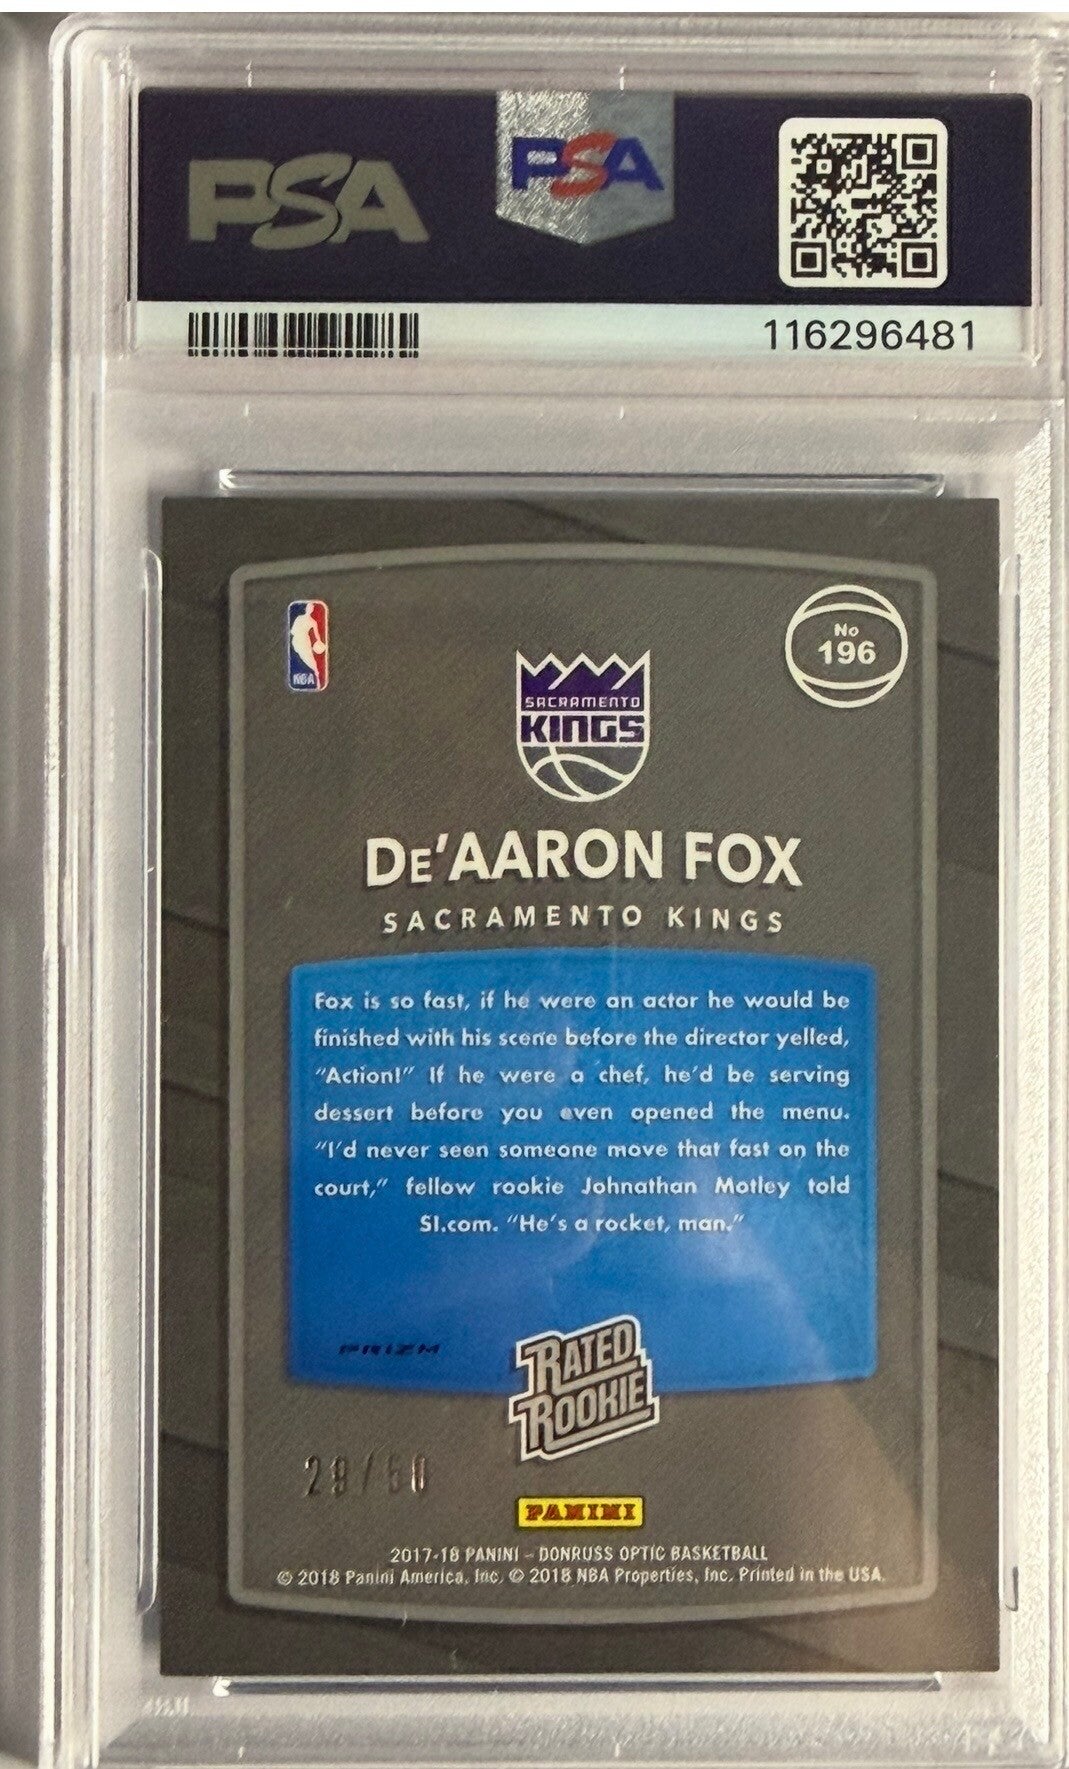 PSA
PSA
116296481
NBA
No
196
SACRAMENTO
KINGS
DE'AARON FOX
SACRAMENTO KINGS
Fox is so fast, if he were an actor he would be
finished with his scene before the director yelled,
"Action!" If he were a chef, he'd be serving
dessert before you even opened the menu.
"I'd never seen someone move that fast on the
court," fellow rookie Johnathan Motley told
SI.com. "He's a rocket, man."
PRIZM
RATED
ROOKIE
29/50
PANINI
2017-18 PANINI – DONRUSS OPTIC BASKETBALL
© 2018 Panini America, Inc. © 2018 NBA Properties, Inc. Printed in the USA.